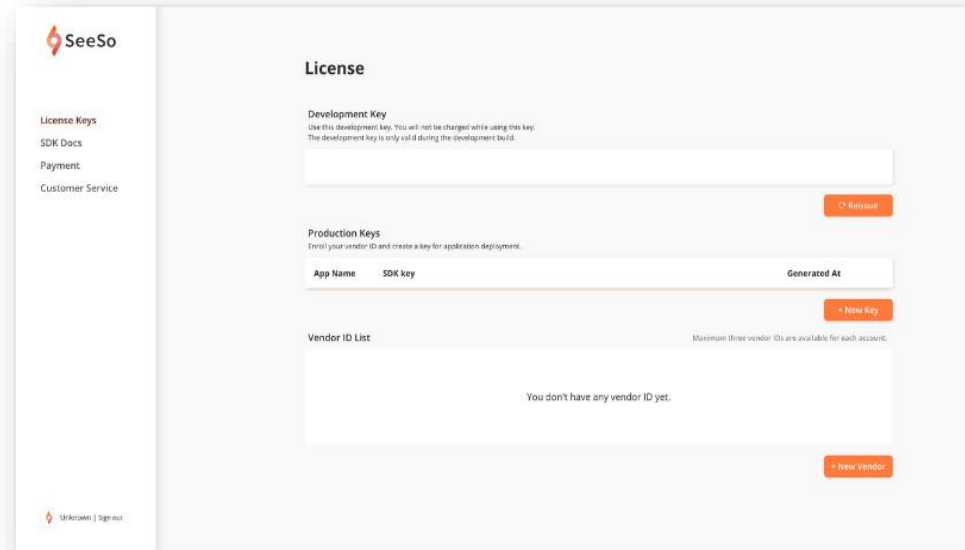 SeeSo
License Keys
SDK Docs
Payment
Customer Service
Unknown | Sign out
License
Development Key
Use this development key. You will not be charged while using this key.
The development key is only valid during the development build.
Reissue
Production Keys
Enroll your vendor ID and create a key for application deployment.
App Name SDK key Generated At
+ New Key
Vendor ID List Maximum three vendor IDs are available for each account.
You don't have any vendor ID yet.
+ New Vendor